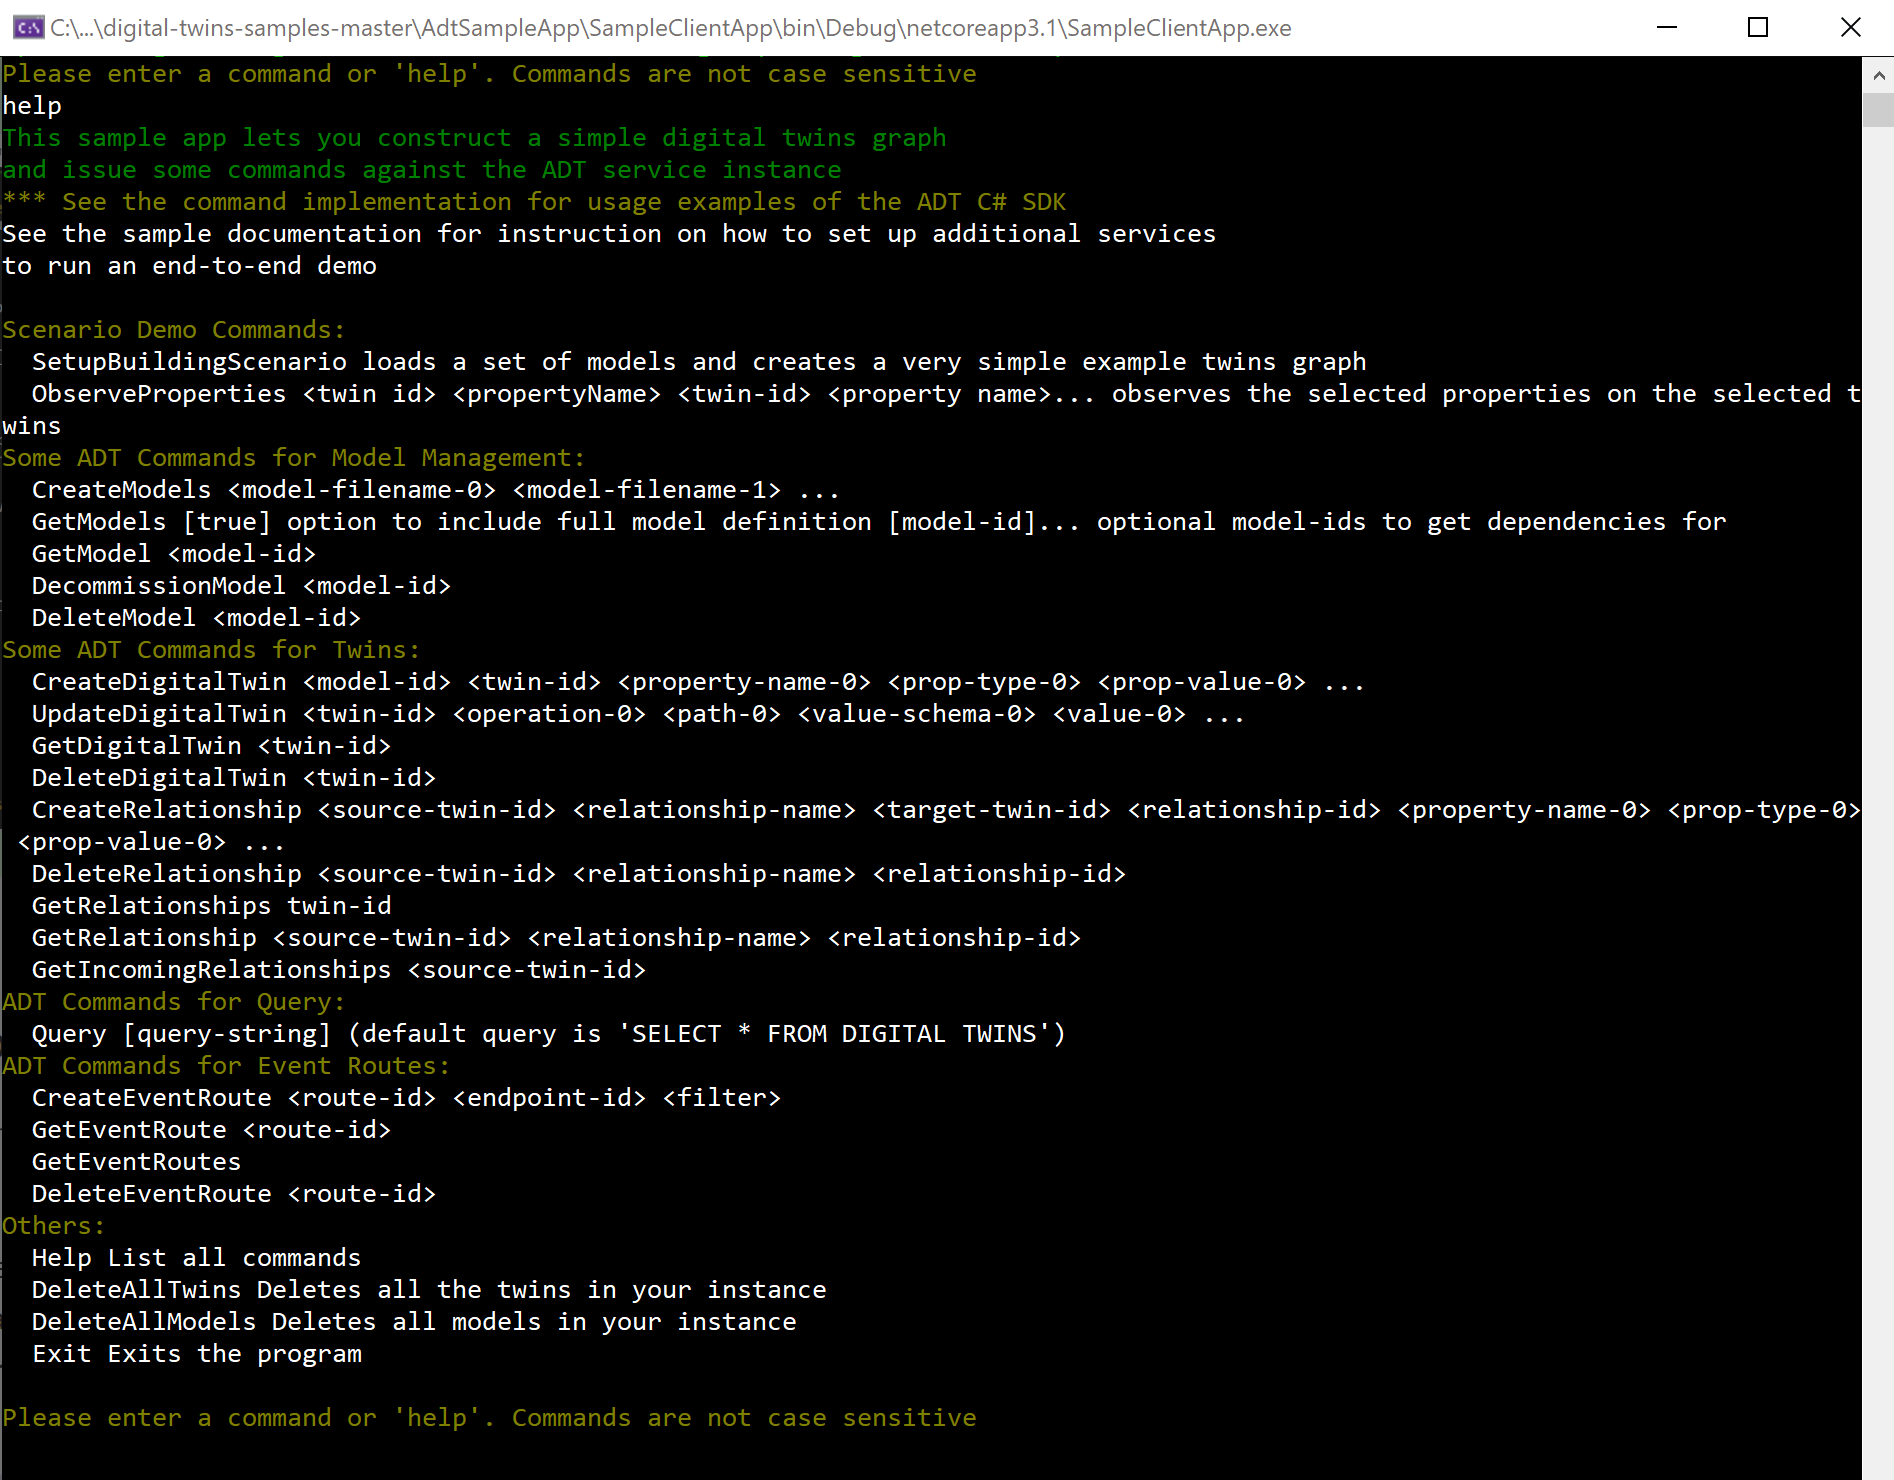 C:\...\digital-twins-samples-master\AdtSampleApp\SampleClientApp\bin\Debug\netcoreapp3.1\SampleClientApp.exe
Please enter a command or 'help'. Commands are not case sensitive
help
This sample app lets you construct a simple digital twins graph
and issue some commands against the ADT service instance
*** See the command implementation for usage examples of the ADT C# SDK
See the sample documentation for instruction on how to set up additional services
to run an end-to-end demo
Scenario Demo Commands:
  SetupBuildingScenario loads a set of models and creates a very simple example twins graph
  ObserveProperties <twin id> <propertyName> <twin-id> <property name>... observes the selected properties on the selected t
wins
Some ADT Commands for Model Management:
  CreateModels <model-filename-0> <model-filename-1> ...
  GetModels [true] option to include full model definition [model-id]... optional model-ids to get dependencies for
  GetModel <model-id>
  DecommissionModel <model-id>
  DeleteModel <model-id>
Some ADT Commands for Twins:
  CreateDigitalTwin <model-id> <twin-id> <property-name-0> <prop-type-0> <prop-value-0> ...
  UpdateDigitalTwin <twin-id> <operation-0> <path-0> <value-schema-0> <value-0> ...
  GetDigitalTwin <twin-id>
  DeleteDigitalTwin <twin-id>
  CreateRelationship <source-twin-id> <relationship-name> <target-twin-id> <relationship-id> <property-name-0> <prop-type-0>
 <prop-value-0> ...
  DeleteRelationship <source-twin-id> <relationship-name> <relationship-id>
  GetRelationships twin-id
  GetRelationship <source-twin-id> <relationship-name> <relationship-id>
  GetIncomingRelationships <source-twin-id>
ADT Commands for Query:
  Query [query-string] (default query is 'SELECT * FROM DIGITAL TWINS')
ADT Commands for Event Routes:
  CreateEventRoute <route-id> <endpoint-id> <filter>
  GetEventRoute <route-id>
  GetEventRoutes
  DeleteEventRoute <route-id>
Others:
  Help List all commands
  DeleteAllTwins Deletes all the twins in your instance
  DeleteAllModels Deletes all models in your instance
  Exit Exits the program
Please enter a command or 'help'. Commands are not case sensitive